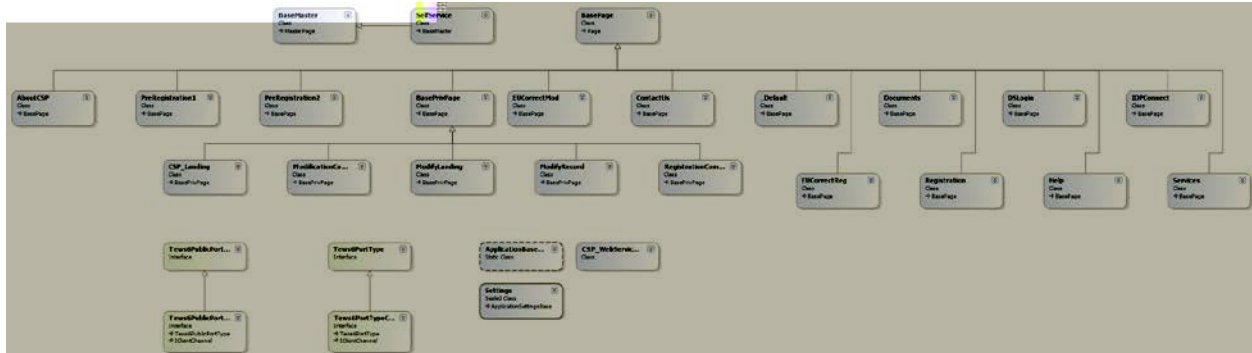 BaseMaster
Class
MasterPage
SelfService
Class
BaseMaster
BasePage
Class
Page
AboutCSP
Class
BasePage
PreRegistration1
Class
BasePage
PreRegistration2
Class
BasePage
BasePrivPage
Class
BasePage
EUCorrectMod
Class
BasePage
ContactUs
Class
BasePage
_Default
Class
BasePage
Documents
Class
BasePage
DSLogin
Class
BasePage
IDPConnect
Class
BasePage
CSP_Landing
Class
BasePrivPage
ModificationCo...
Class
BasePrivPage
ModifyLanding
Class
BasePrivPage
ModifyRecord
Class
BasePrivPage
RegistrationCom...
Class
BasePrivPage
EUCorrectReg
Class
BasePage
Registration
Class
BasePage
Help
Class
BasePage
Services
Class
BasePage
Tews6PublicPort...
Interface
Tews6PortType
Interface
ApplicationBase...
Static Class
CSP_WebServic...
Class
Settings
Sealed Class
ApplicationSettingsBase
Tews6PublicPort...
Interface
Tews6PublicPortType
IClientChannel
Tews6PortTypeC...
Interface
Tews6PortType
IClientChannel